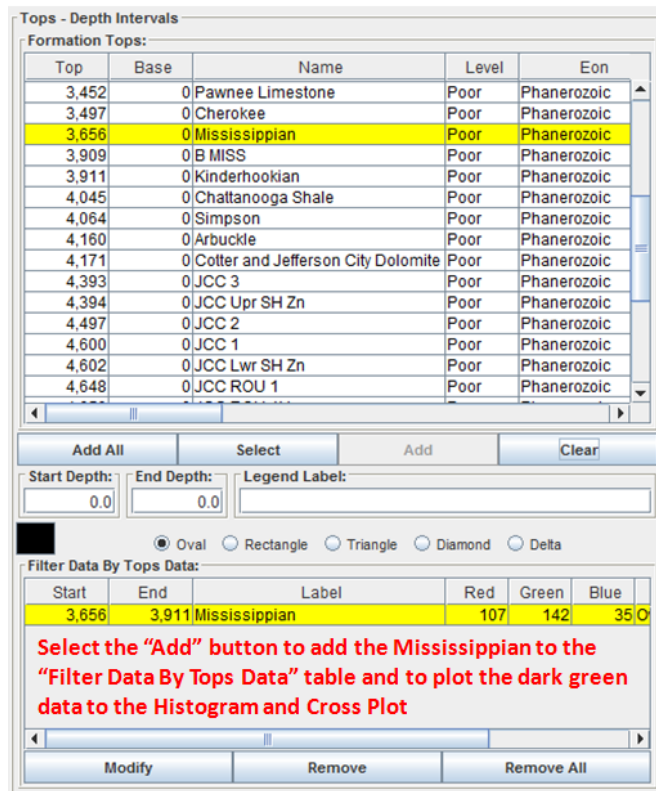 Tops - Depth Intervals
Formation Tops:
Top Base Name Level Eon
3,452 0 Pawnee Limestone Poor Phanerozoic
3,497 0 Cherokee Poor Phanerozoic
3,656 0 Mississippian Poor Phanerozoic
3,909 0 B MISS Poor Phanerozoic
3,911 0 Kinderhookian Poor Phanerozoic
4,045 0 Chattanooga Shale Poor Phanerozoic
4,064 0 Simpson Poor Phanerozoic
4,160 0 Arbuckle Poor Phanerozoic
4,171 0 Cotter and Jefferson City Dolomite Poor Phanerozoic
4,393 0 JCC 3 Poor Phanerozoic
4,394 0 JCC Upr SH Zn Poor Phanerozoic
4,497 0 JCC 2 Poor Phanerozoic
4,600 0 JCC 1 Poor Phanerozoic
4,602 0 JCC Lwr SH Zn Poor Phanerozoic
4,648 0 JCC ROU 1 Poor Phanerozoic
Add All Select Add Clear
Start Depth: End Depth: Legend Label:
0.0 0.0
Oval Rectangle Triangle Diamond Delta
Filter Data By Tops Data:
Start End Label Red Green Blue
3,656 3,911 Mississippian 107 142 35
Select the “Add” button to add the Mississippian to the
“Filter Data By Tops Data” table and to plot the dark green
data to the Histogram and Cross Plot
Modify Remove Remove All